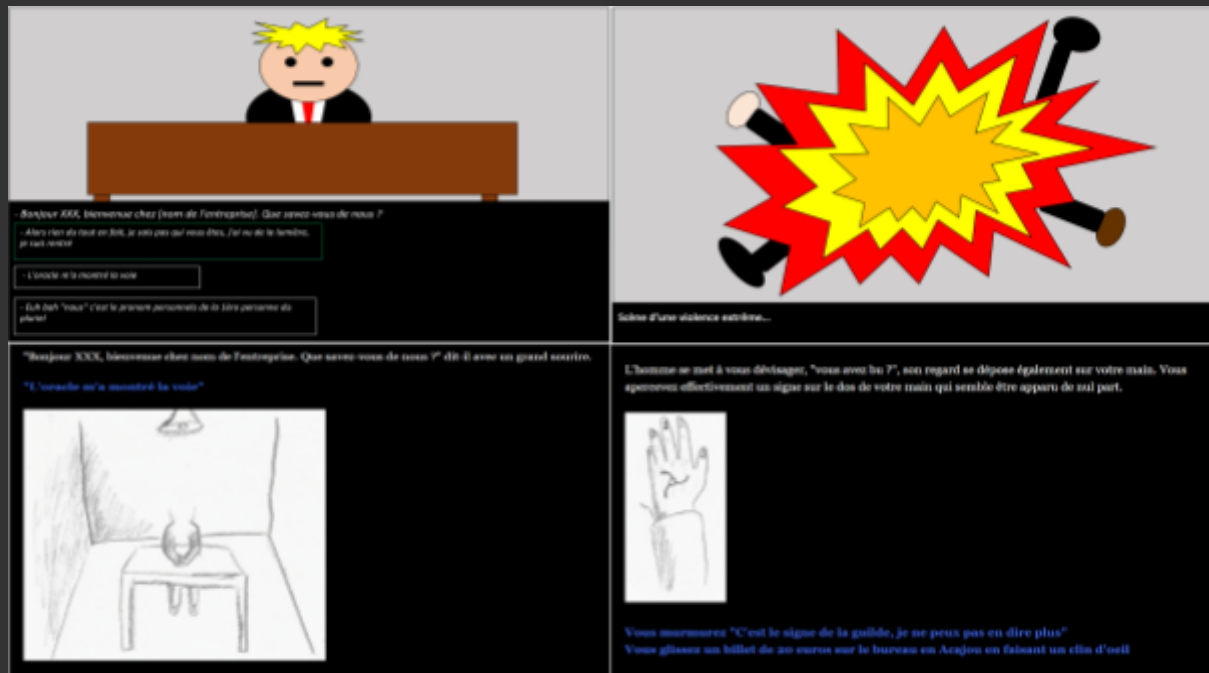 - Bonjour XXX, bienvenue chez [nom de l'entreprise]. Que savez-vous de nous ?
- Alors rien du tout en fait, je sais pas qui vous êtes, j'ai vu de la lumière,
je suis rentré
- L'oracle m'a montré la voie
- Euh bah "nous" c'est le pronom personnels de la 1ère personne du
pluriel
Scène d'une violence extrême...
"Bonjour XXX, bienvenue chez nom de l'entreprise. Que savez-vous de nous ?" dit-il avec un grand sourire.
"L'oracle m'a montré la voie"
L'homme se met à vous dévisager, "vous avez bu ?", son regard se dépose également sur votre main. Vous
apercevez effectivement un signe sur le dos de votre main qui semble être apparu de nul part.
Vous murmurez "C'est le signe de la guilde, je ne peux pas en dire plus"
Vous glissez un billet de 20 euros sur le bureau en Acajou en faisant un clin d'oeil